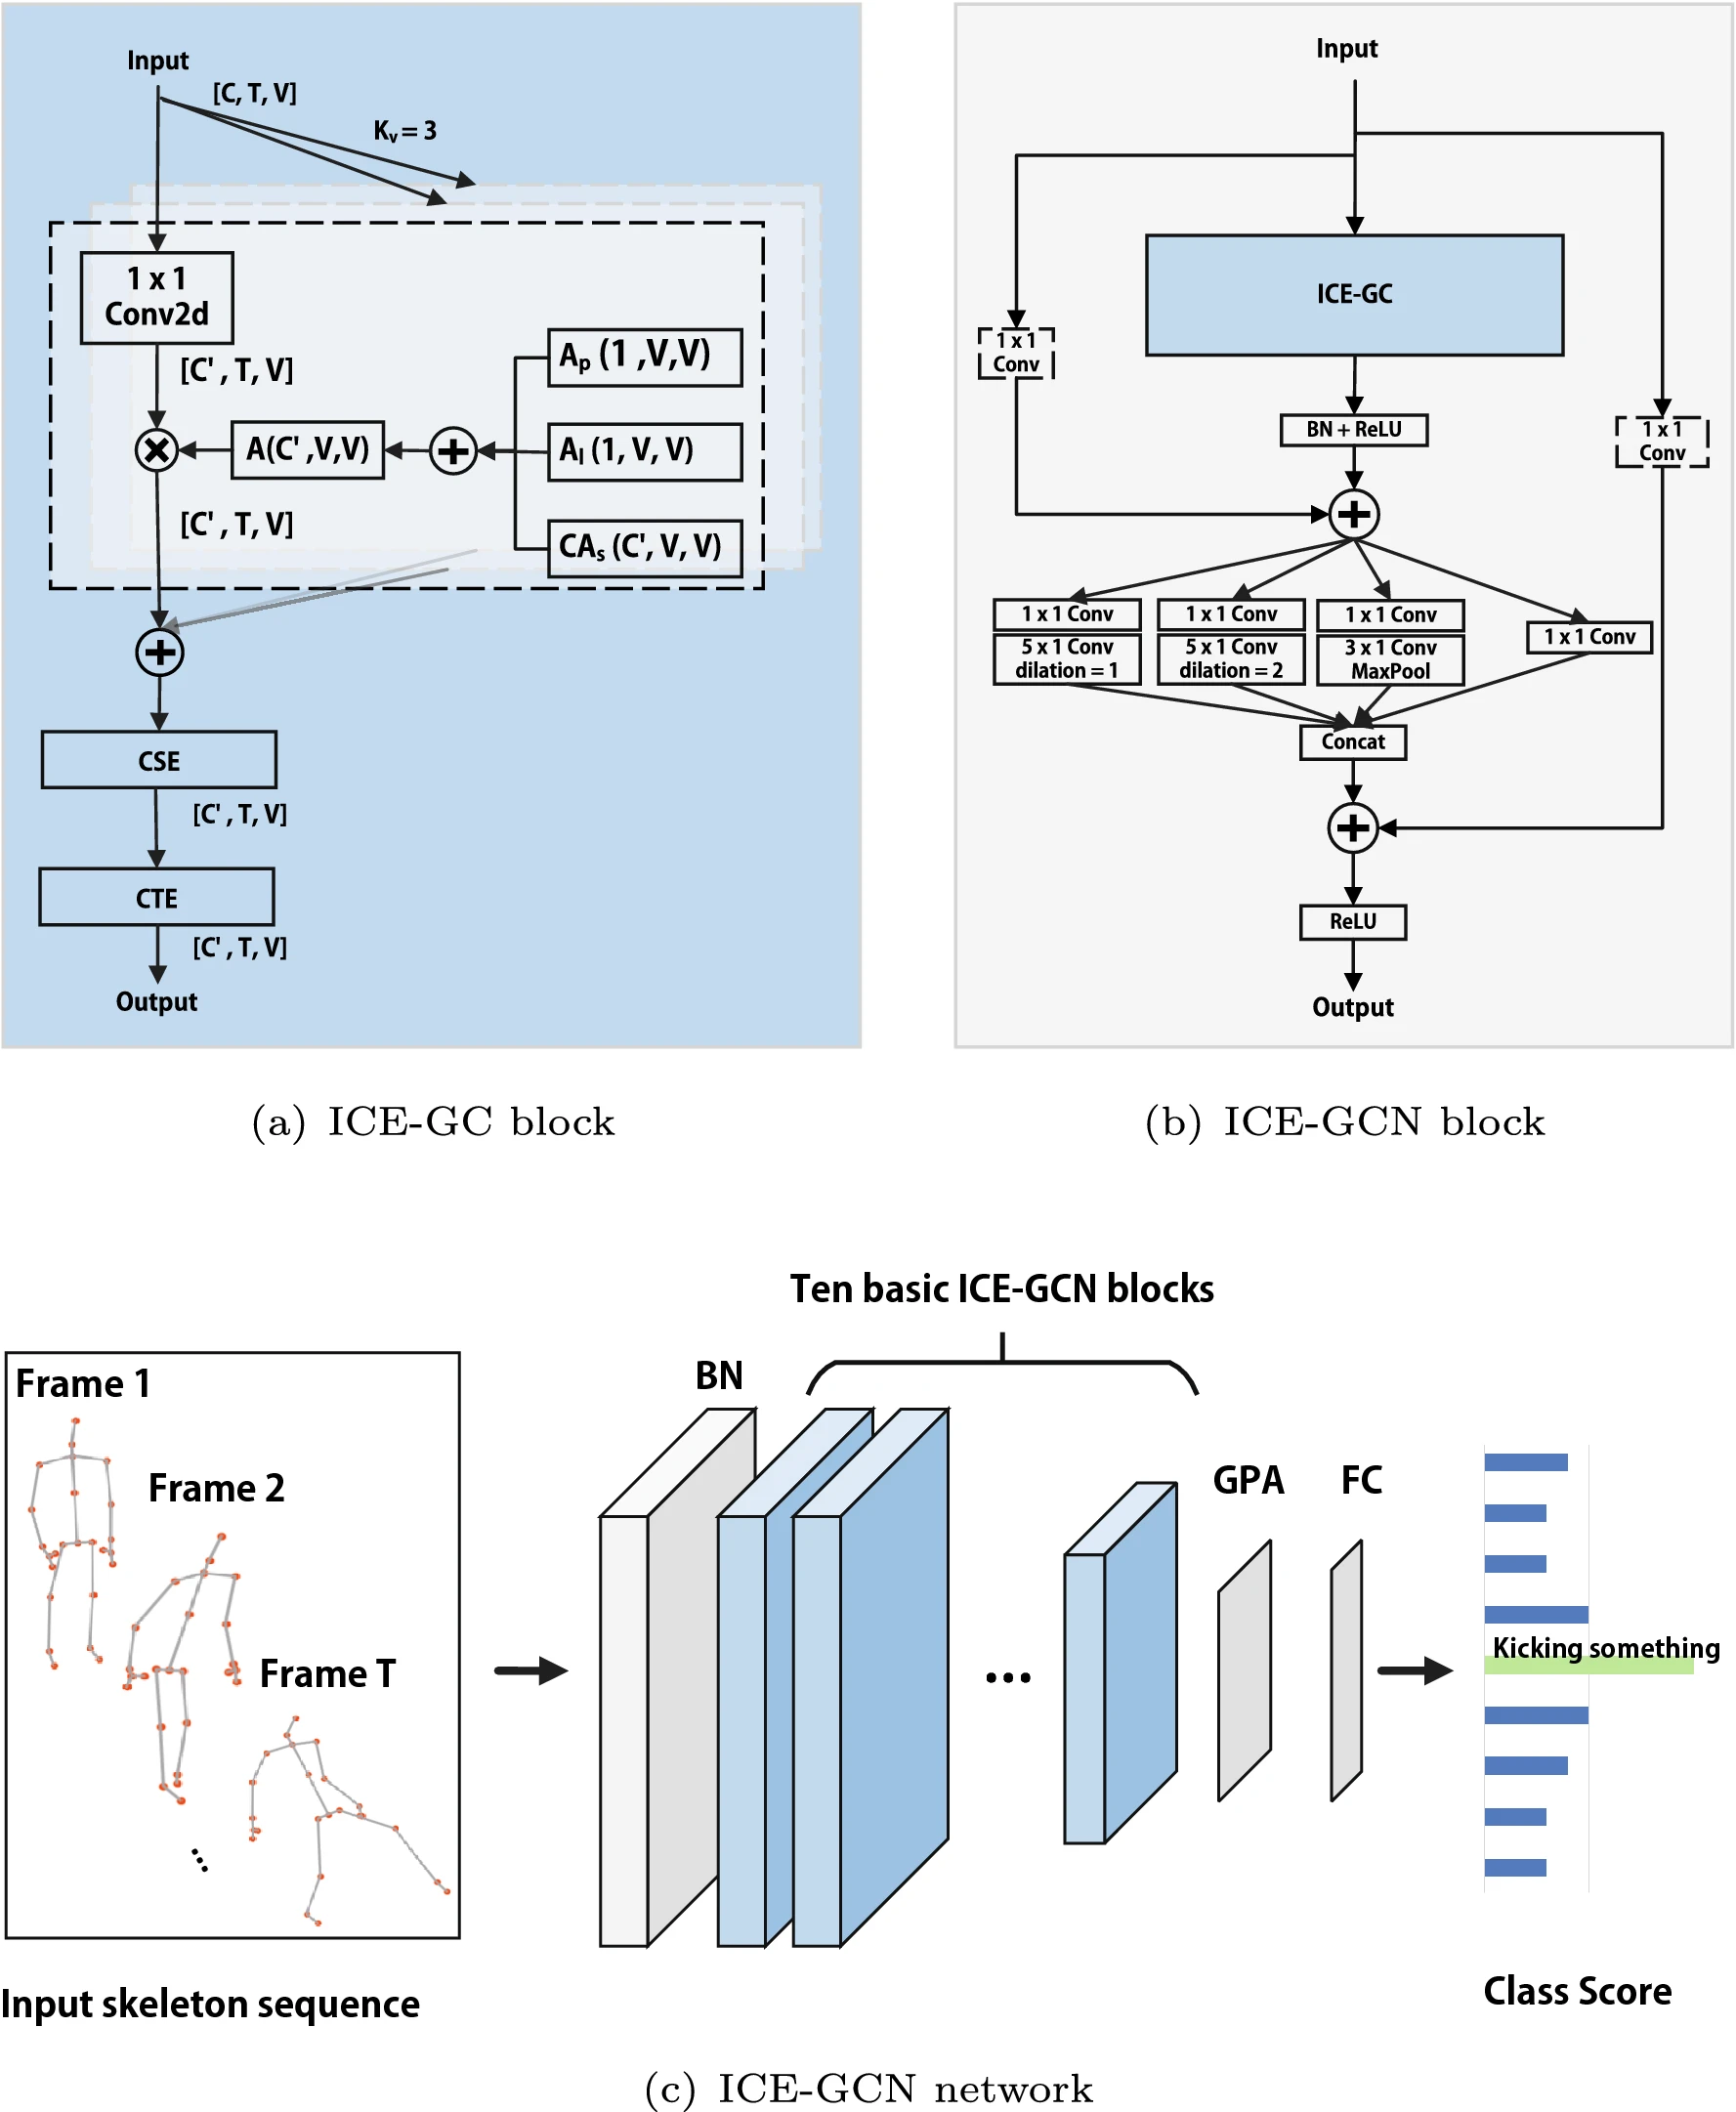 Input
[C, T, V]
Kv = 3
1 x 1
Conv2d
[C', T, V]
Ap (1 ,V,V)
A(C',V,V)
Al (1, V, V)
[C', T, V]
CAs (C', V, V)
CSE
[C', T, V]
CTE
[C', T, V]
Output
(a) ICE-GC block
Input
ICE-GC
1 x 1
Conv
BN + ReLU
1 x 1
Conv
1 x 1 Conv
5 x 1 Conv
dilation = 1
1 x 1 Conv
5 x 1 Conv
dilation = 2
1 x 1 Conv
3 x 1 Conv
MaxPool
1 x 1 Conv
Concat
ReLU
Output
(b) ICE-GCN block
Ten basic ICE-GCN blocks
Frame 1
Frame 2
Frame T
...
Input skeleton sequence
BN
...
GPA
FC
Kicking something
Class Score
(c) ICE-GCN network